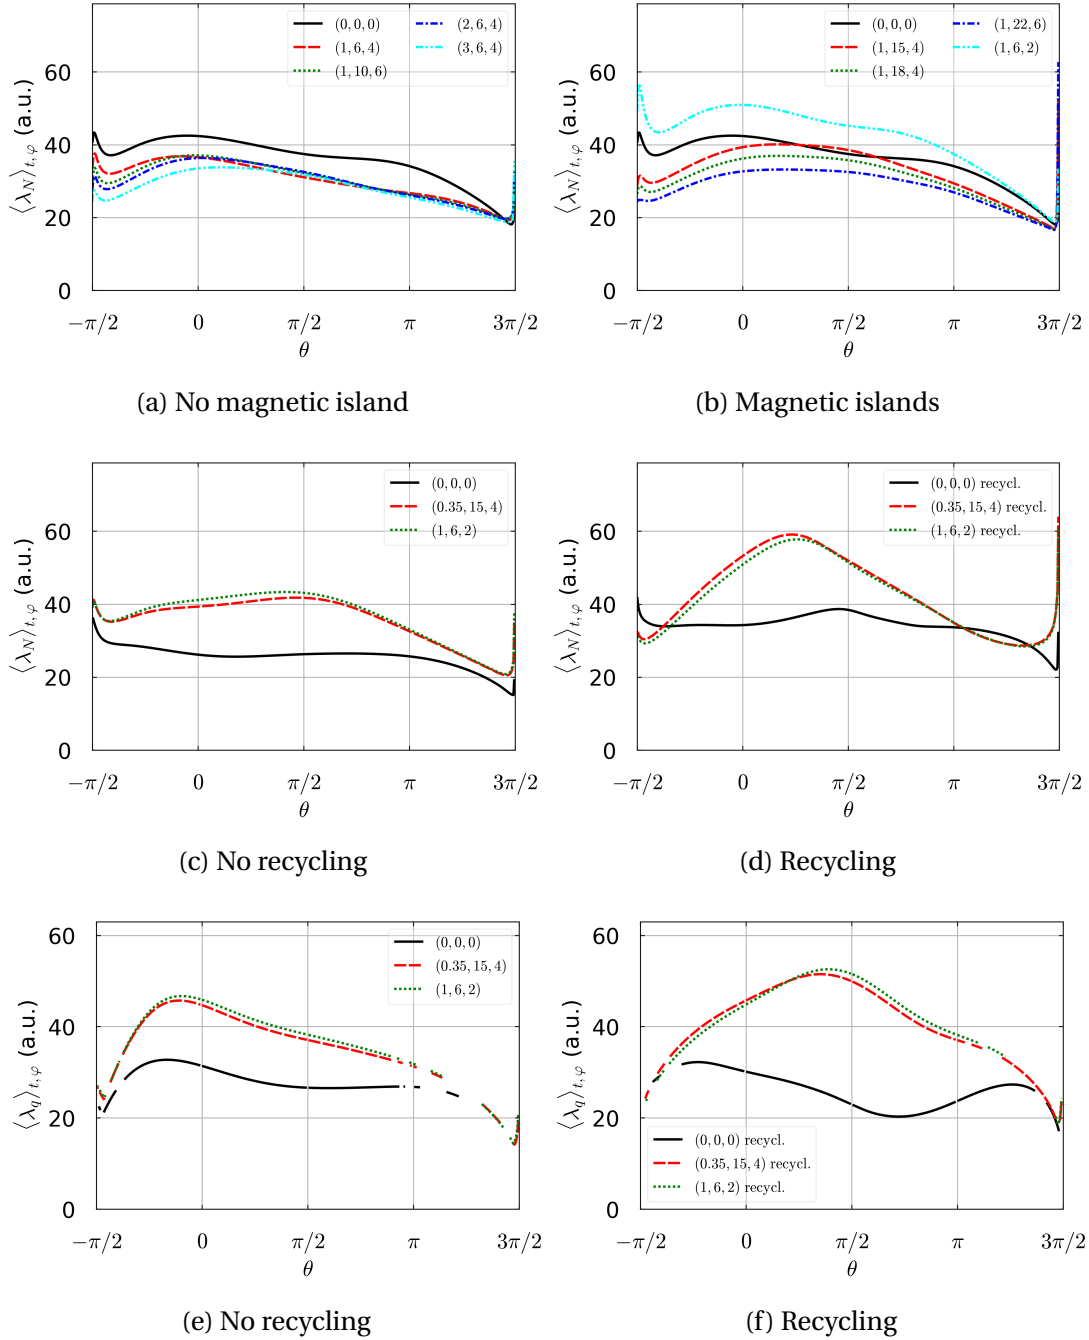 (0, 0, 0)
(1, 6, 4)
(1, 10, 6)
(2, 6, 4)
(3, 6, 4)
⟨λ_N⟩_{t,φ} (a.u.)
60
40
20
0
−π/2 0 π/2 π 3π/2
θ
(a) No magnetic island
(0, 0, 0)
(1, 15, 4)
(1, 18, 4)
(1, 22, 6)
(1, 6, 2)
⟨λ_N⟩_{t,φ} (a.u.)
60
40
20
0
−π/2 0 π/2 π 3π/2
θ
(b) Magnetic islands
(0, 0, 0)
(0.35, 15, 4)
(1, 6, 2)
⟨λ_N⟩_{t,φ} (a.u.)
60
40
20
0
−π/2 0 π/2 π 3π/2
θ
(c) No recycling
(0, 0, 0) recycl.
(0.35, 15, 4) recycl.
(1, 6, 2) recycl.
⟨λ_N⟩_{t,φ} (a.u.)
60
40
20
0
−π/2 0 π/2 π 3π/2
θ
(d) Recycling
(0, 0, 0)
(0.35, 15, 4)
(1, 6, 2)
⟨λ_q⟩_{t,φ} (a.u.)
60
40
20
0
−π/2 0 π/2 π 3π/2
θ
(e) No recycling
(0, 0, 0) recycl.
(0.35, 15, 4) recycl.
(1, 6, 2) recycl.
⟨λ_q⟩_{t,φ} (a.u.)
60
40
20
0
−π/2 0 π/2 π 3π/2
θ
(f) Recycling